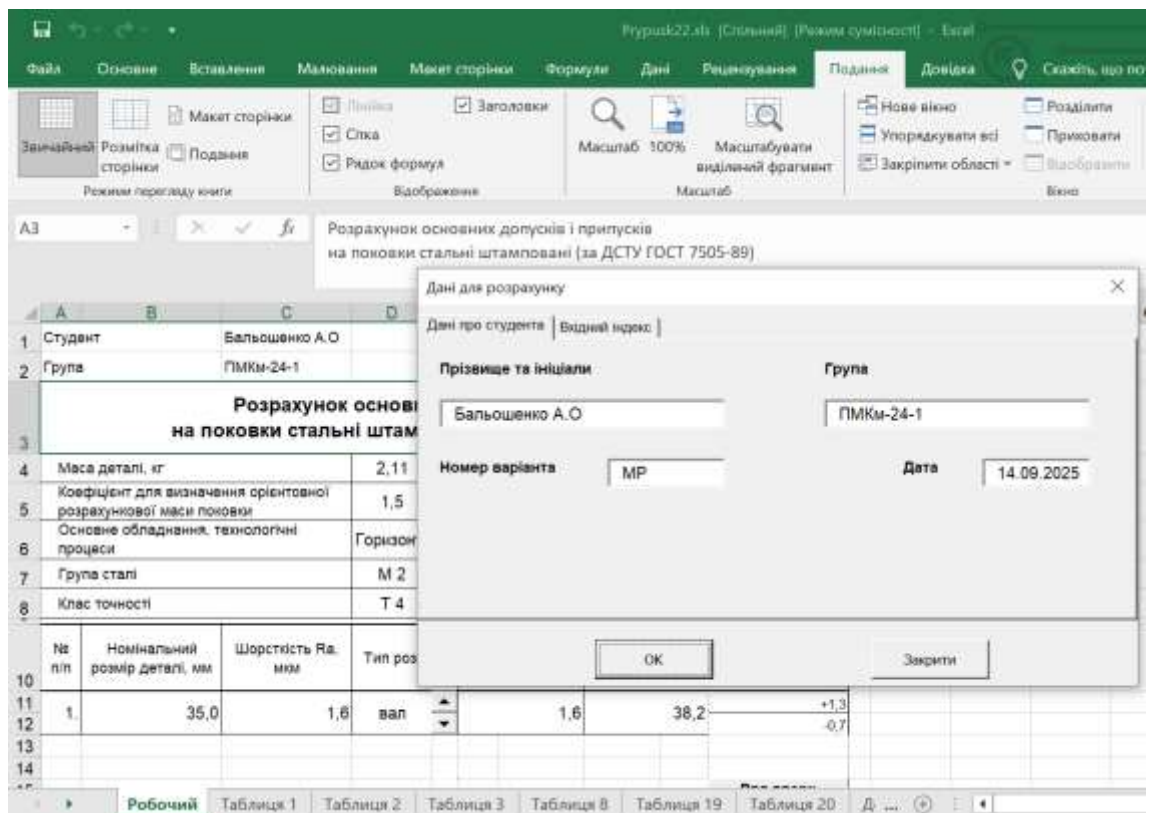 Prypusk22.xls [Спільний] [Режим сумісності] - Excel
Файл Основне Вставлення Малювання Макет сторінки Формули Дані Рецензування Подання Довідка Скажіть, що по
Звичайний Розмітка сторінки Макет сторінки Подання
Лінійка Заголовки
Сітка
Рядок формул
Масштаб 100% Масштабувати виділений фрагмент
Нове вікно Розділити
Упорядкувати всі Приховати
Закріпити області Відобразити
Режими перегляду книги Відображення Масштаб Вікно
A3 fx Розрахунок основних допусків і припусків
на поковки стальні штамповані (за ДСТУ ГОСТ 7505-89)
Дані для розрахунку
Дані про студента Вхідний індекс
Прізвище та ініціали Група
Бальошенко А.О ПМКм-24-1
Номер варіанта МР Дата 14.09.2025
OK Закрити
A B C D
1 Студент Бальошенко А.О
2 Група ПМКм-24-1
Розрахунок основ
3 на поковки стальні штам
4 Маса деталі, кг 2,11
5 Коефіцієнт для визначення орієнтовної розрахункової маси поковки 1,5
6 Основне обладнання, технологічні процеси Горизон
7 Група сталі М 2
8 Клас точності Т 4
10 № п/п Номінальний розмір деталі, мм Шорсткість Ra, мкм Тип роз
11 1. 35,0 1,6 вал 1,6 38,2 +1,3
12 -0,7
13
14
Робочий Таблиця 1 Таблиця 2 Таблиця 3 Таблиця 8 Таблиця 19 Таблиця 20 Д ...